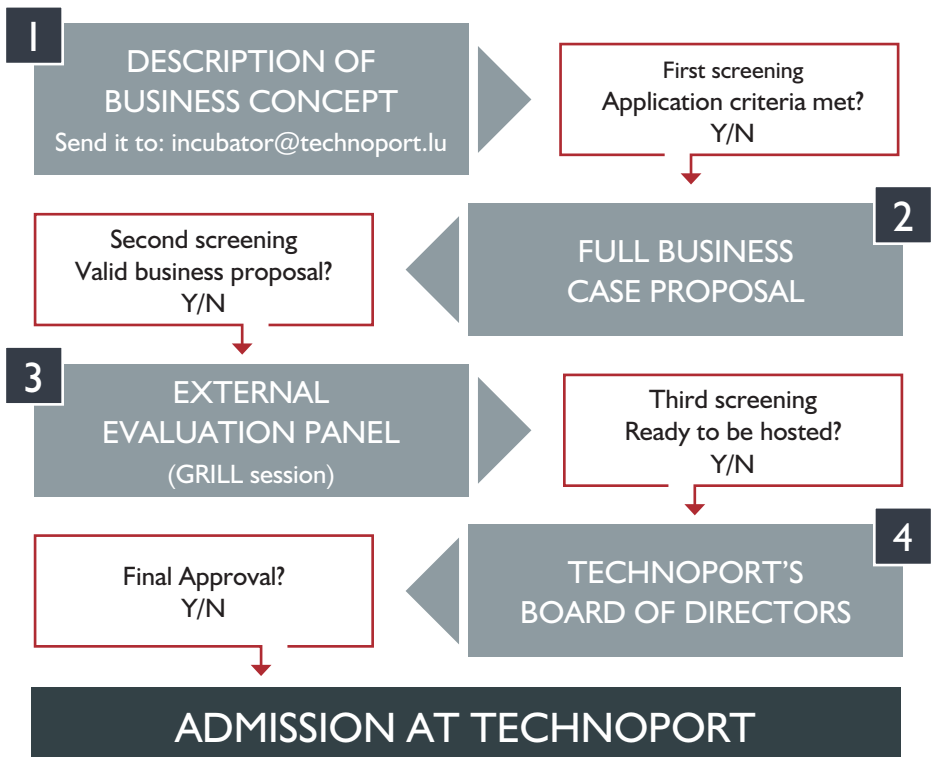 1
DESCRIPTION OF
BUSINESS CONCEPT
Send it to: incubator@technoport.lu
First screening
Application criteria met?
Y/N
2
FULL BUSINESS
CASE PROPOSAL
Second screening
Valid business proposal?
Y/N
3
EXTERNAL
EVALUATION PANEL
(GRILL session)
Third screening
Ready to be hosted?
Y/N
4
TECHNOPORT’S
BOARD OF DIRECTORS
Final Approval?
Y/N
ADMISSION AT TECHNOPORT